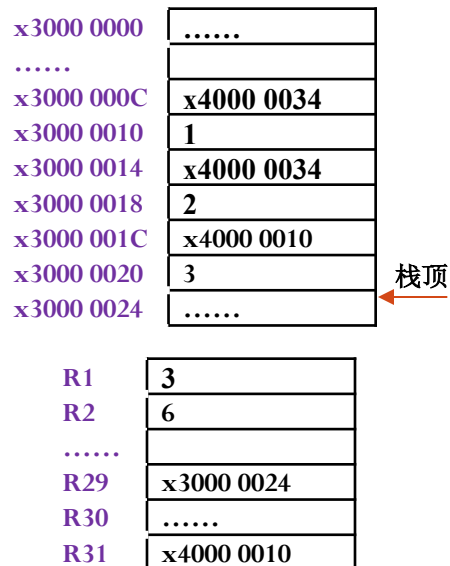 x3000 0000 ……
……
x3000 000C x4000 0034
x3000 0010 1
x3000 0014 x4000 0034
x3000 0018 2
x3000 001C x4000 0010
x3000 0020 3
栈顶
x3000 0024 ……
R1 3
R2 6
……
R29 x3000 0024
R30 ……
R31 x4000 0010